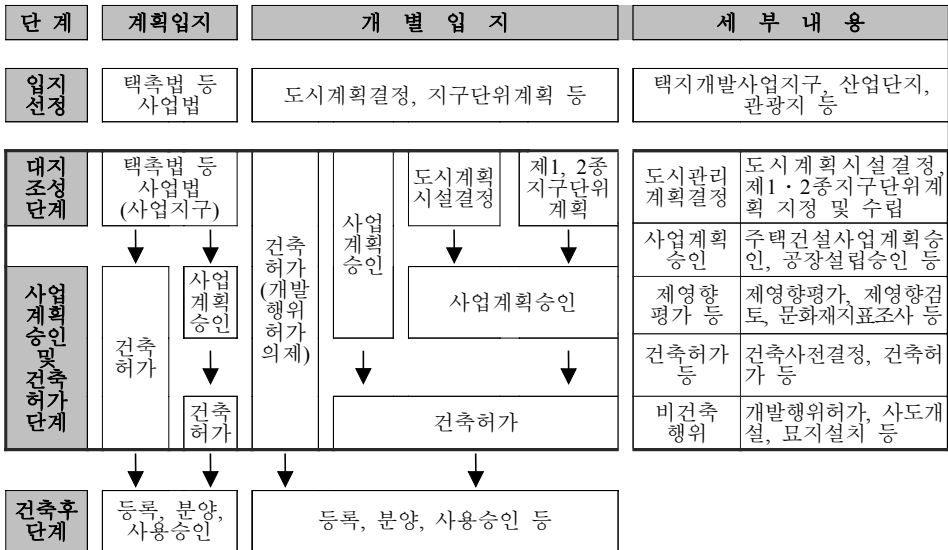 단 계
계획입지
개 별 입 지
세 부 내 용
입지
선정
택촉법 등
사업법
도시계획결정, 지구단위계획 등
택지개발사업지구, 산업단지,
관광지 등
대지
조성
단계
택촉법 등
사업법
(사업지구)
건축
허가
(개발
행위
허가
의제)
사업
계획
승인
도시계획
시설결정
제1, 2종
지구단위
계획
도시관리
계획결정
도시계획시설결정,
제1·2종지구단위계
획 지정 및 수립
사업계획
승인
주택건설사업계획승
인, 공장설립승인 등
사업
계획
승인
및
건축
허가
단계
건축
허가
사업
계획
승인
사업계획승인
제영향
평가 등
제영향평가, 제영향검
토, 문화재지표조사 등
건축허가
등
건축사전결정, 건축허
가 등
건축
허가
건축허가
비건축
행위
개발행위허가, 사도개
설, 묘지설치 등
건축후
단계
등록, 분양,
사용승인
등록, 분양, 사용승인 등